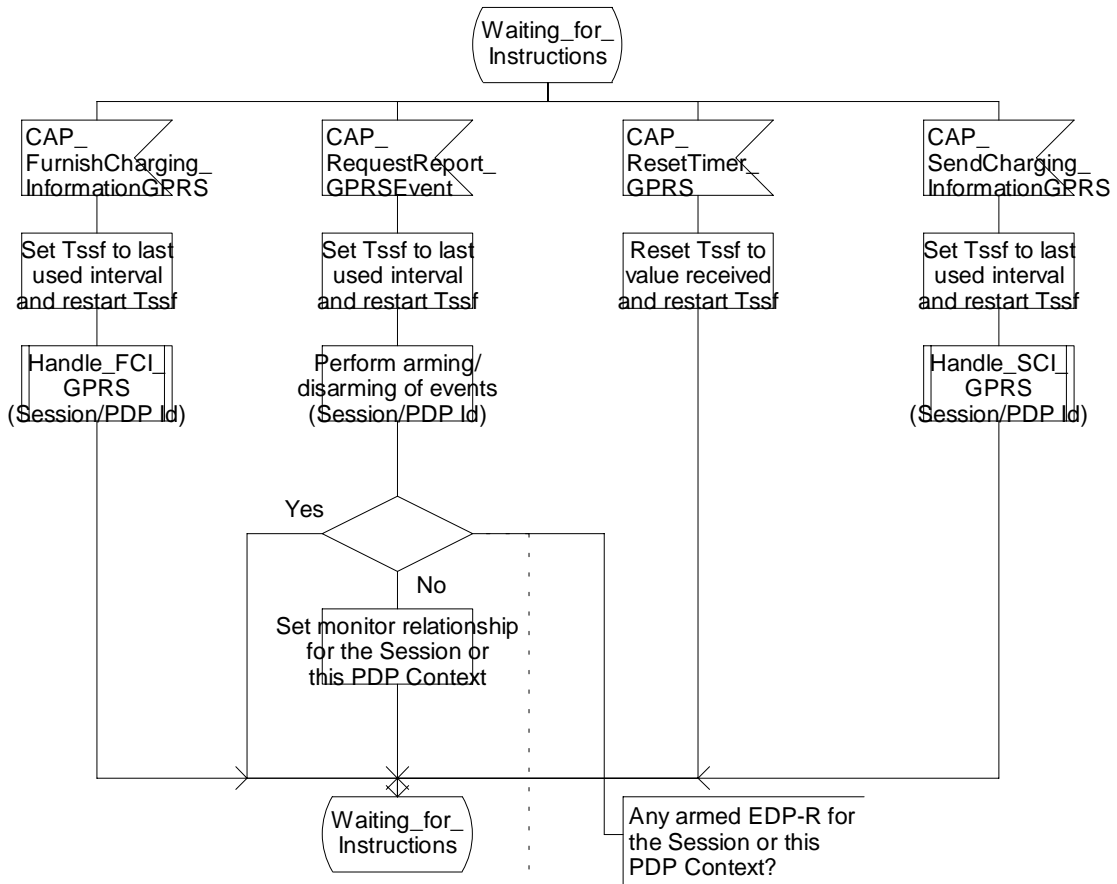 Waiting_for_
Instructions
CAP_
FurnishCharging_
InformationGPRS
CAP_
RequestReport_
GPRSEvent
CAP_
ResetTimer_
GPRS
CAP_
SendCharging_
InformationGPRS
Set Tssf to last
used interval
and restart Tssf
Set Tssf to last
used interval
and restart Tssf
Reset Tssf to
value received
and restart Tssf
Set Tssf to last
used interval
and restart Tssf
Handle_FCI_
GPRS
(Session/PDP Id)
Perform arming/
disarming of events
(Session/PDP Id)
Handle_SCI_
GPRS
(Session/PDP Id)
Yes
No
Set monitor relationship
for the Session or
this PDP Context
Waiting_for_
Instructions
Any armed EDP-R for
the Session or this
PDP Context?